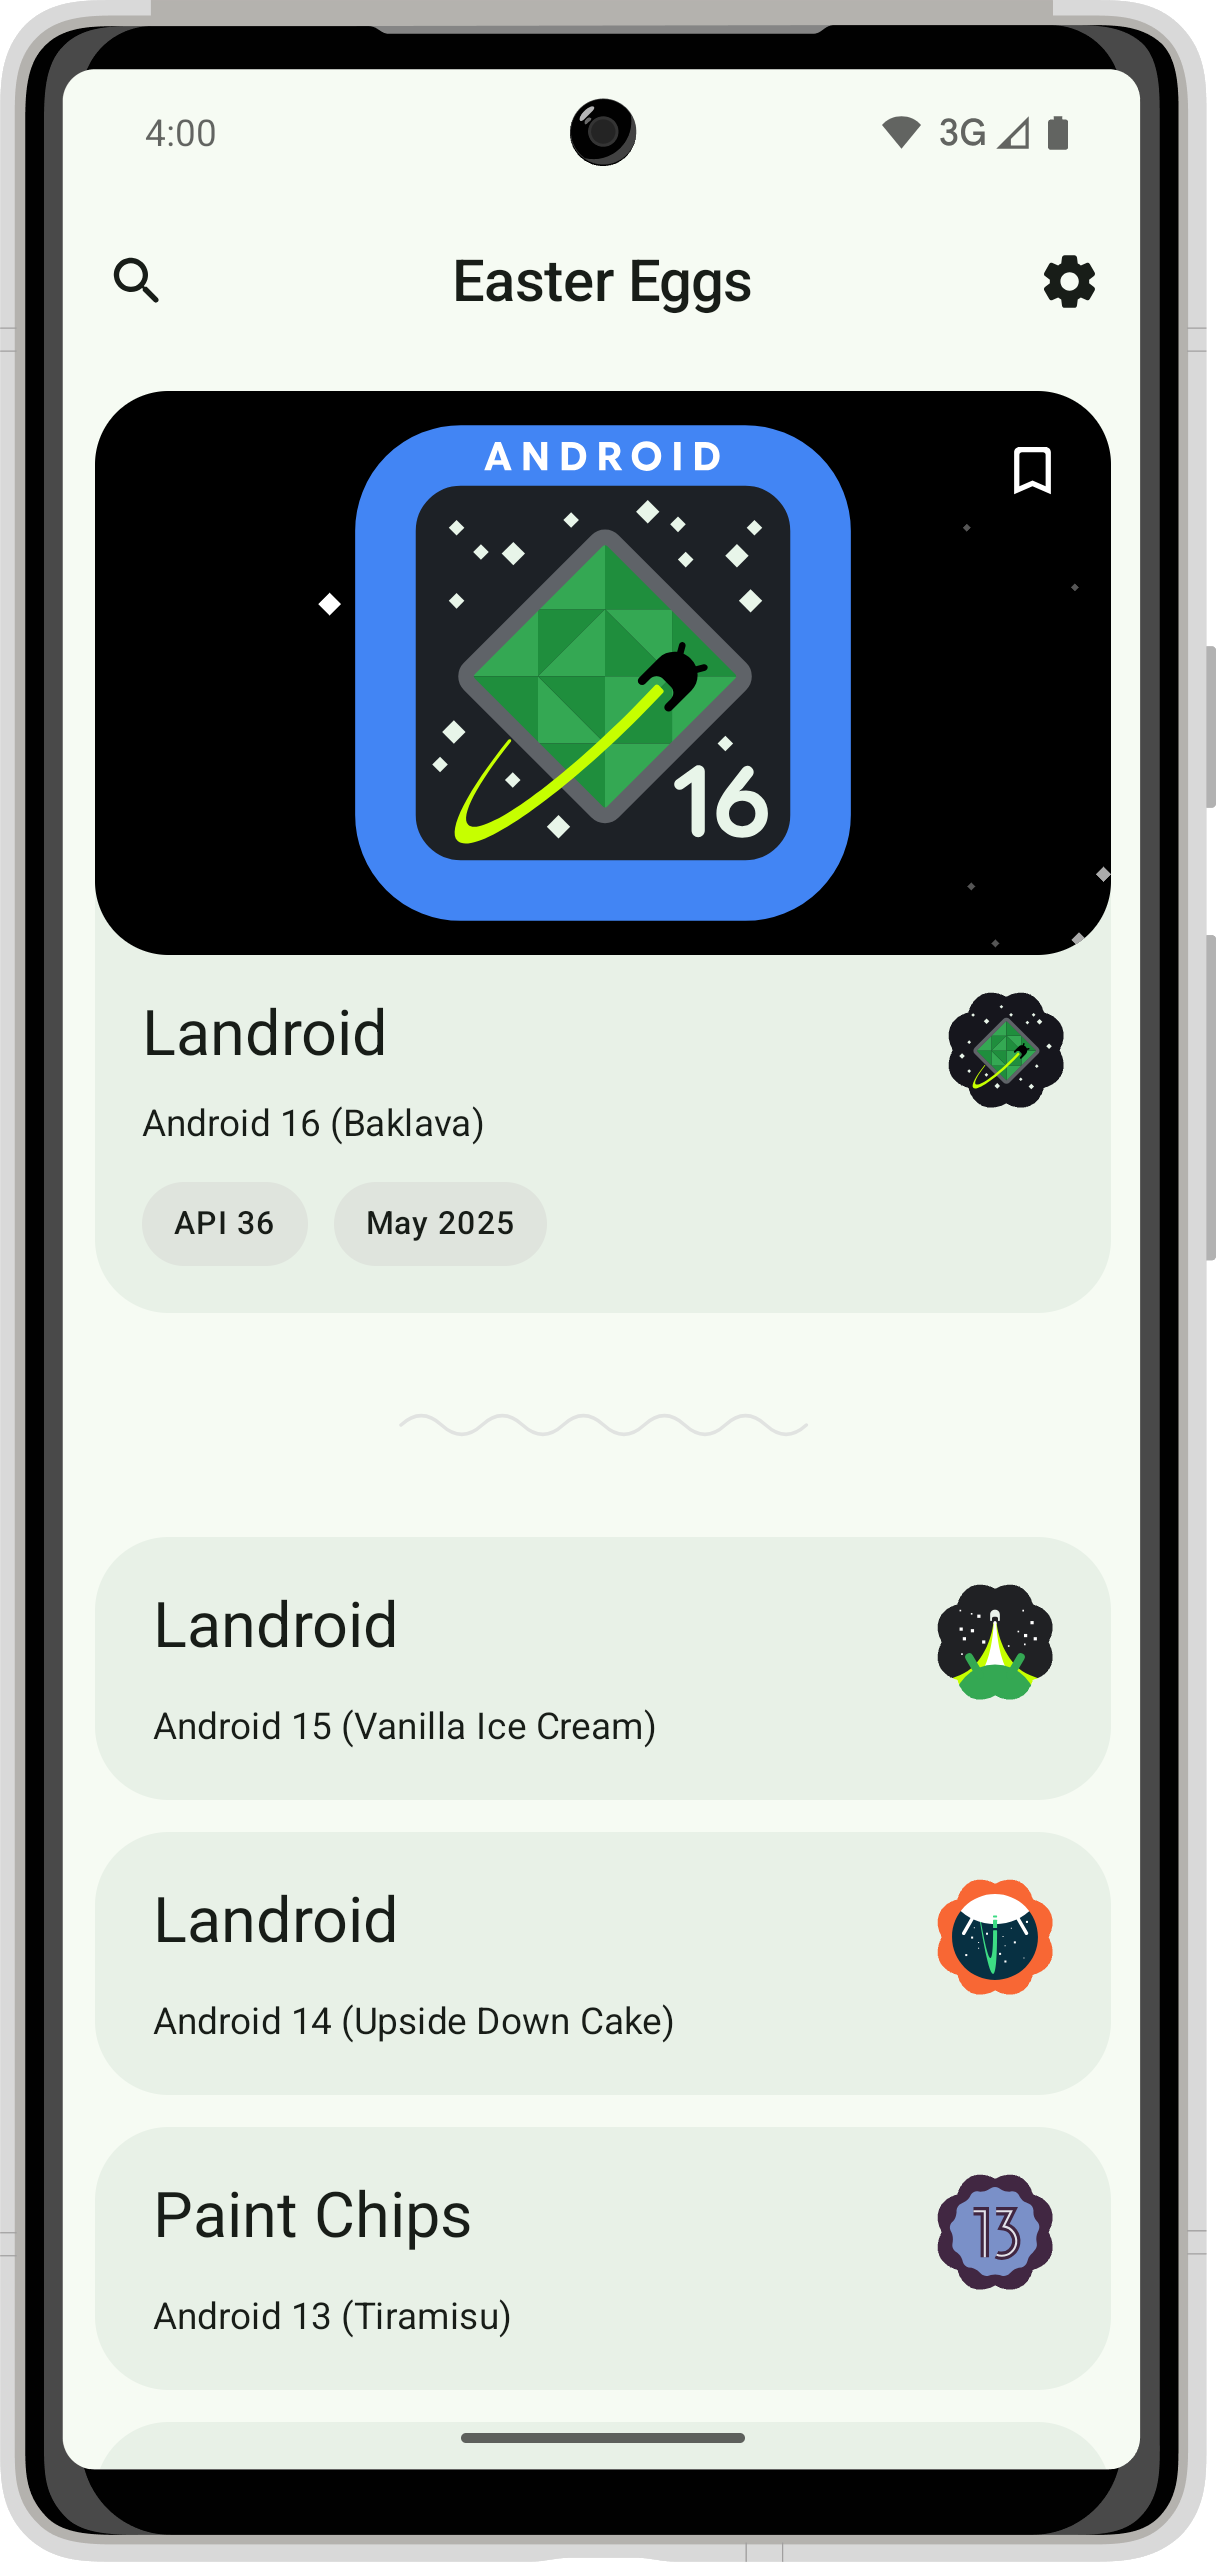 4:00
3G
Easter Eggs
ANDROID
16
Landroid
Android 16 (Baklava)
API 36
May 2025
Landroid
Android 15 (Vanilla Ice Cream)
Landroid
Android 14 (Upside Down Cake)
Paint Chips
13
Android 13 (Tiramisu)